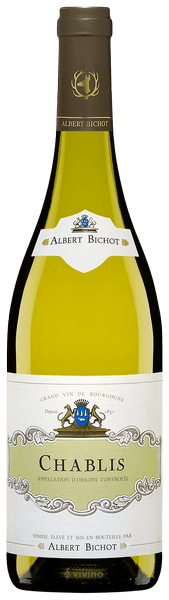 ALBERT BICHOT
ALBERT BICHOT
GRAND VIN DE BOURGOGNE
Depuis 1831
CHABLIS
APPELLATION D'ORIGINE CONTRÔLÉE
VINIFIÉ, ÉLEVÉ ET MIS EN BOUTEILLE PAR
ALBERT BICHOT
vivino